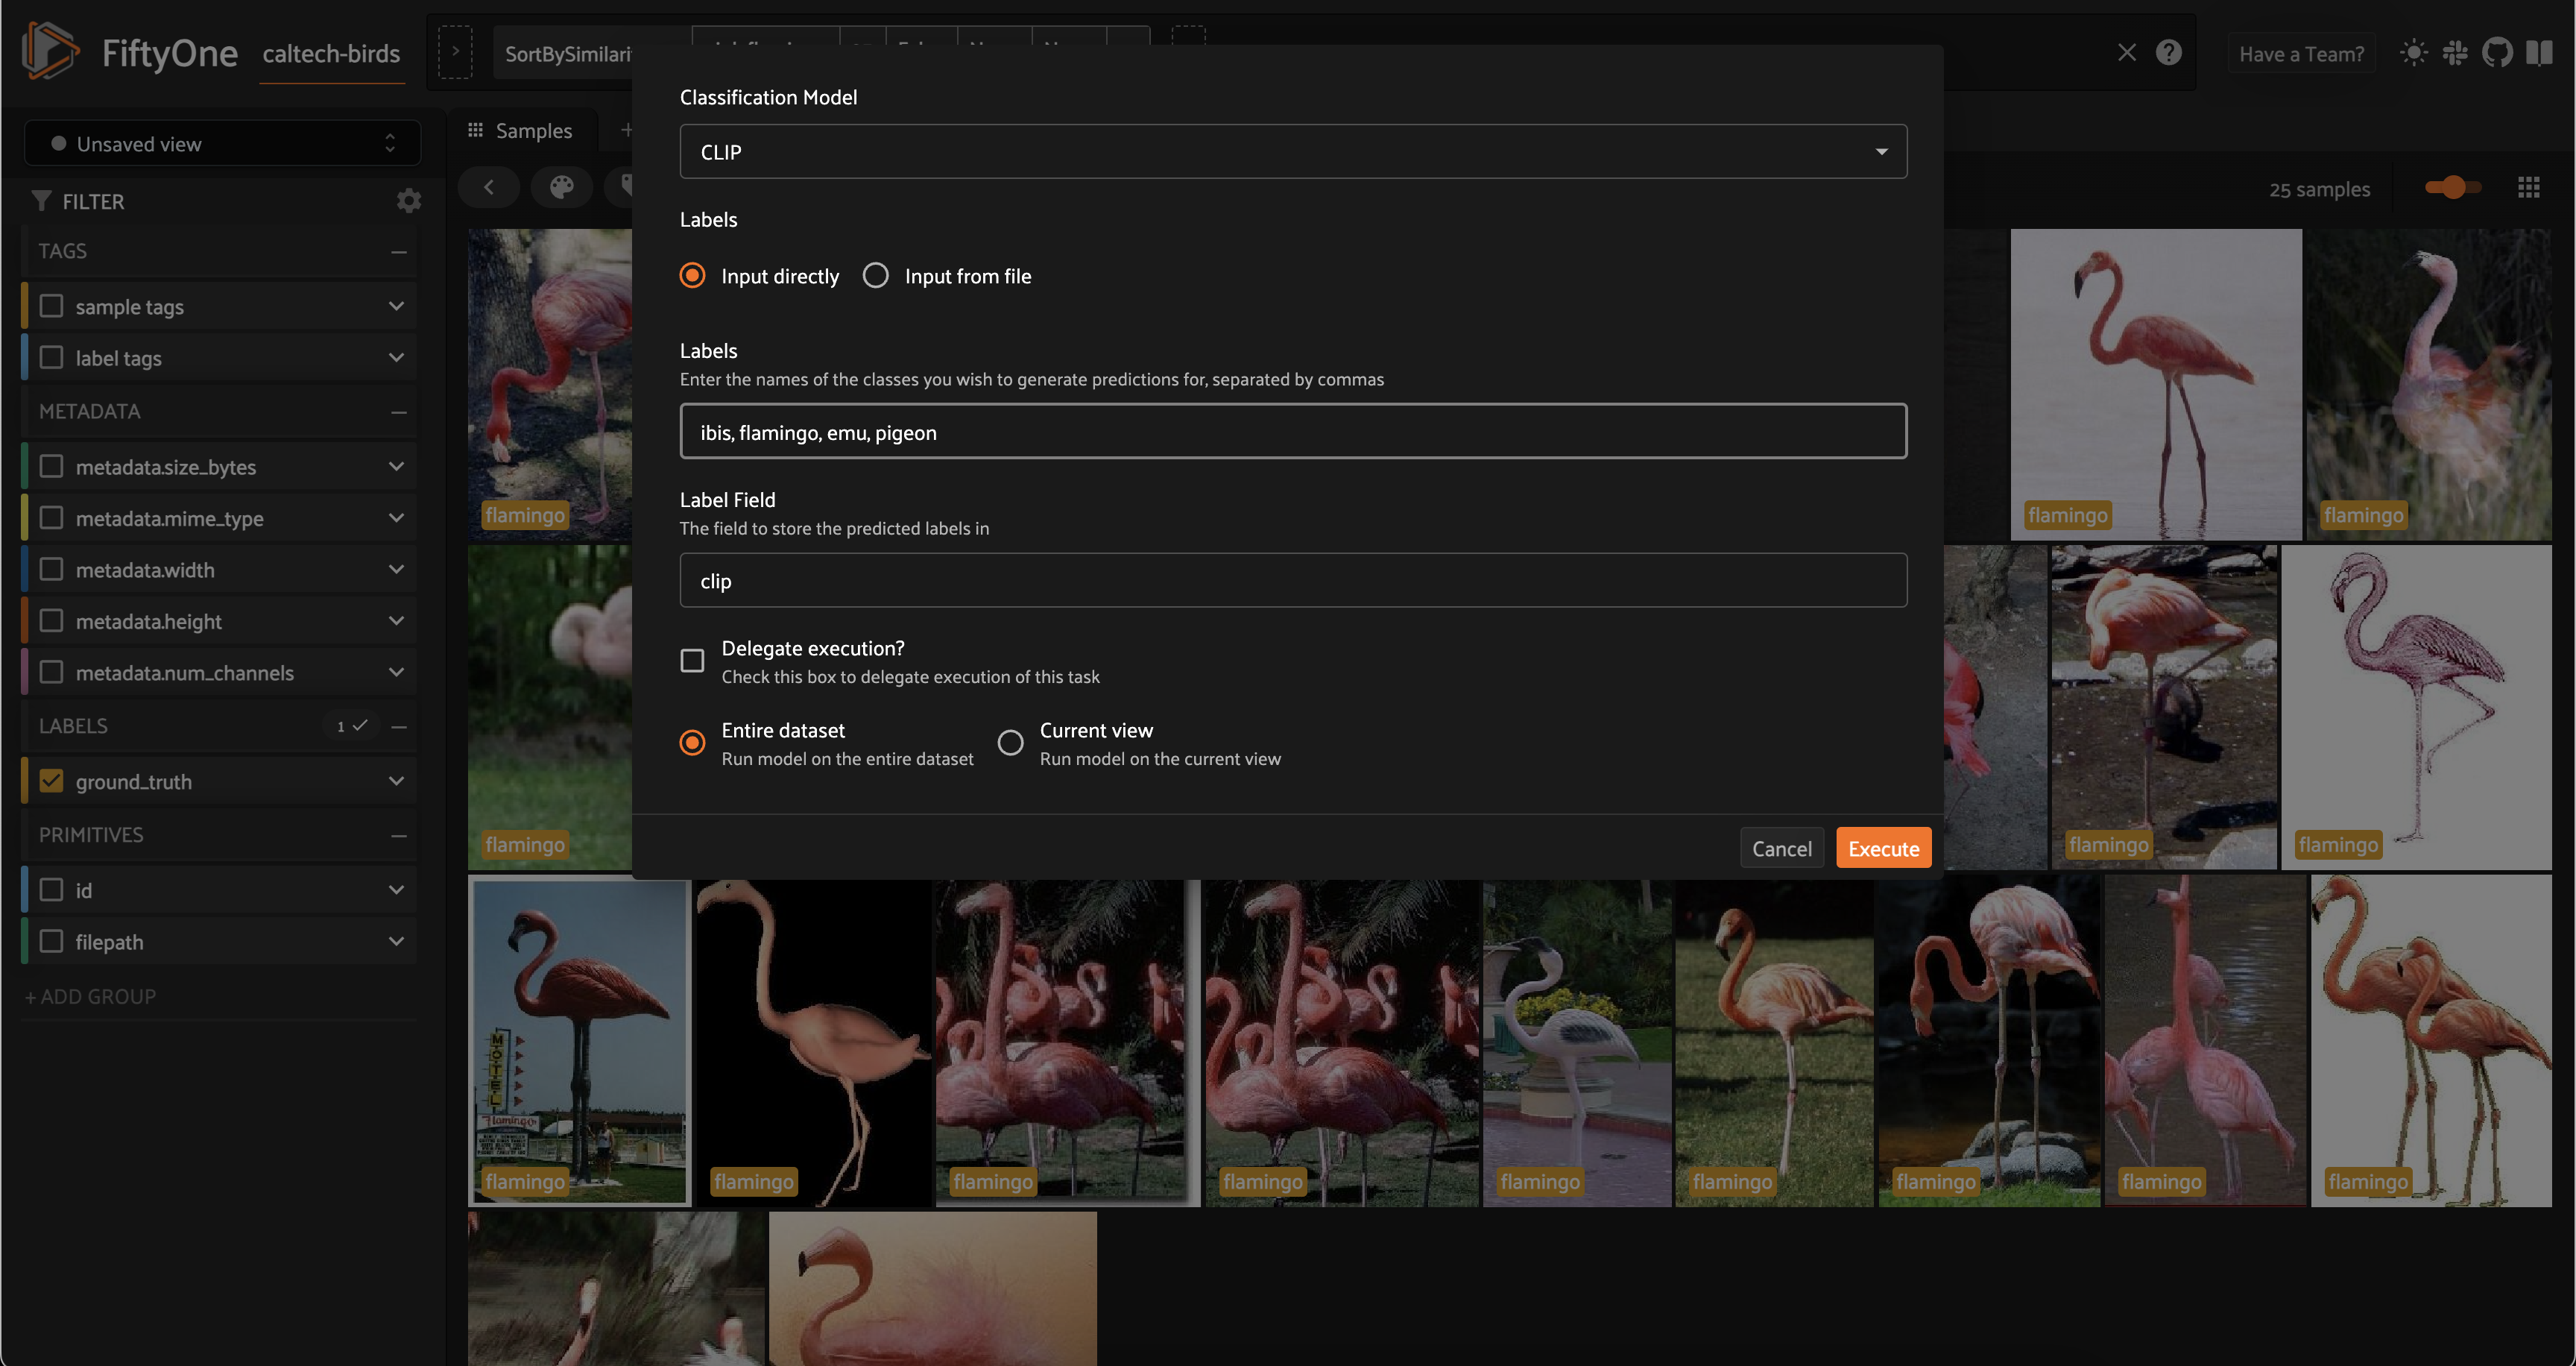 FiftyOne
caltech-birds
SortBySimilarit
Have a Team?
Unsaved view
Samples
25 samples
FILTER
TAGS
sample tags
label tags
METADATA
metadata.size_bytes
metadata.mime_type
metadata.width
metadata.height
metadata.num_channels
LABELS
1
ground_truth
PRIMITIVES
id
filepath
+ ADD GROUP
Classification Model
CLIP
Labels
Input directly
Input from file
Labels
Enter the names of the classes you wish to generate predictions for, separated by commas
ibis, flamingo, emu, pigeon
Label Field
The field to store the predicted labels in
clip
Delegate execution?
Check this box to delegate execution of this task
Entire dataset
Run model on the entire dataset
Current view
Run model on the current view
Cancel
Execute
flamingo
flamingo
flamingo
flamingo
flamingo
flamingo
MOTEL
Flamingo
flamingo
flamingo
flamingo
flamingo
flamingo
flamingo
flamingo
flamingo
flamingo